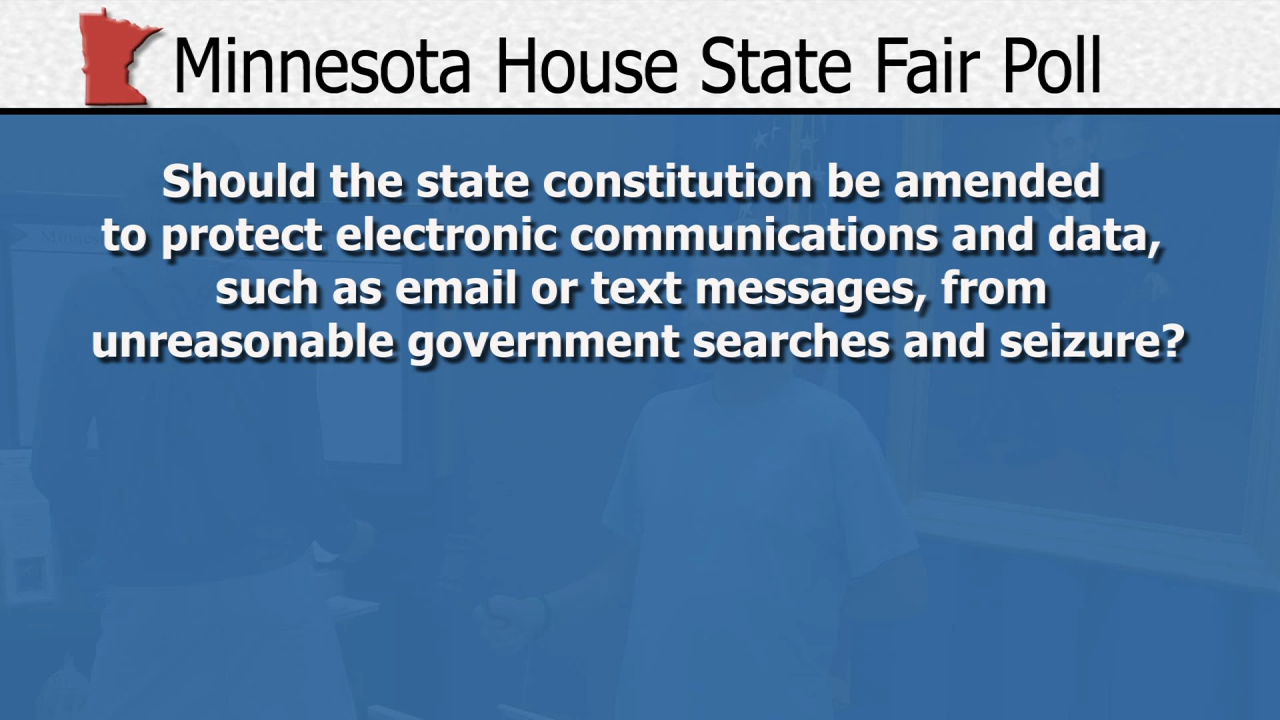 Minnesota House State Fair Poll
Should the state constitution be amended
to protect electronic communications and data,
such as email or text messages, from
unreasonable government searches and seizure?